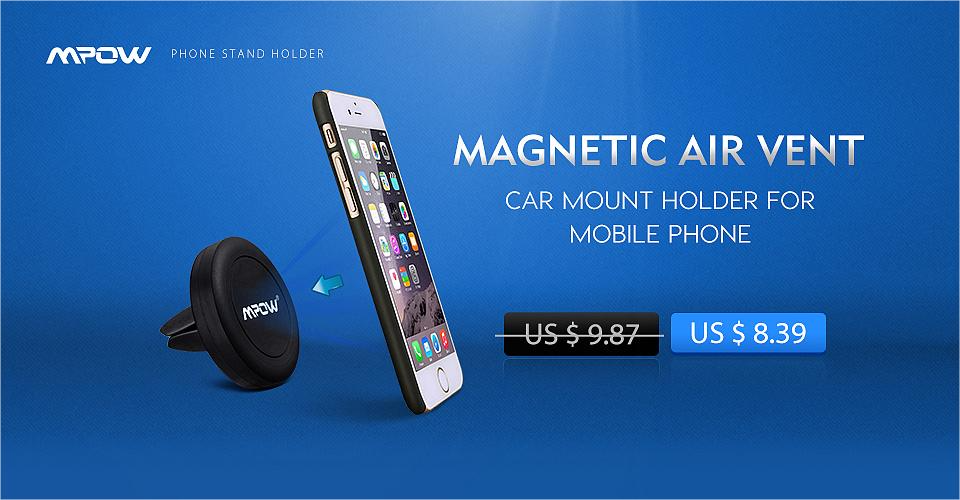 MPOW PHONE STAND HOLDER
MAGNETIC AIR VENT
CAR MOUNT HOLDER FOR
MOBILE PHONE
MPOW
US $ 9.87 US $ 8.39